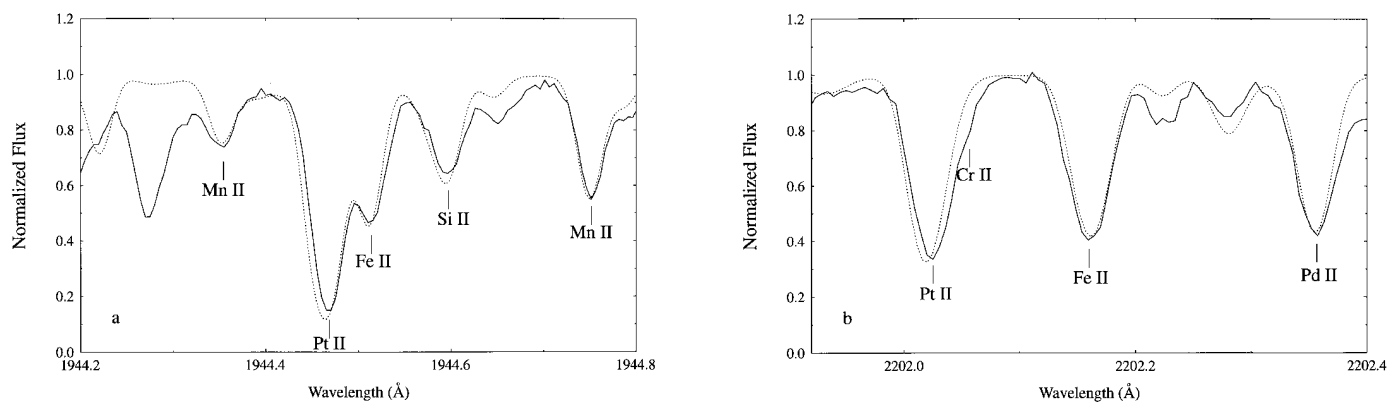 1.2
1.0
0.8
0.6
0.4
0.2
0.0
Normalized Flux
Mn II
Pt II
Fe II
Si II
Mn II
a
1944.2
1944.4
1944.6
1944.8
Wavelength (Å)
1.2
1.0
0.8
0.6
0.4
0.2
0.0
Normalized Flux
Pt II
Cr II
Fe II
Pd II
b
2202.0
2202.2
2202.4
Wavelength (Å)